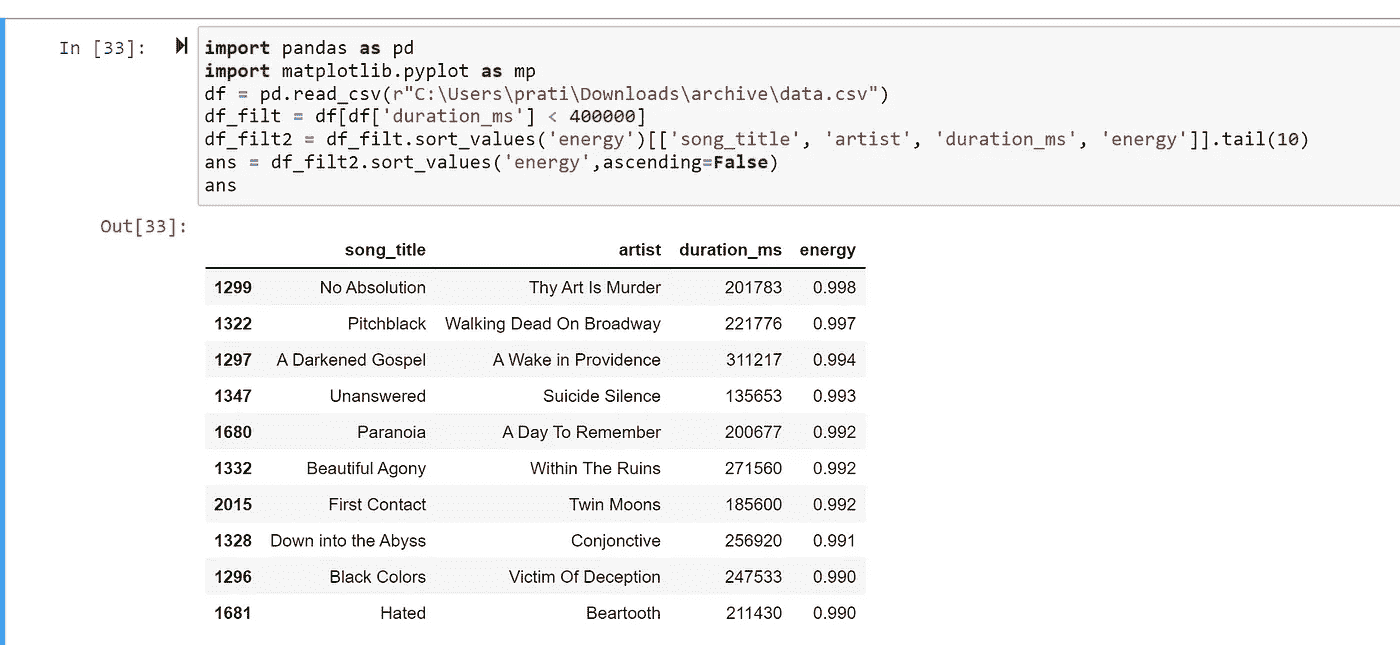 In [33]:
import pandas as pd
import matplotlib.pyplot as mp
df = pd.read_csv(r"C:\Users\prati\Downloads\archive\data.csv")
df_filt = df[df['duration_ms'] < 400000]
df_filt2 = df_filt.sort_values('energy')[['song_title', 'artist', 'duration_ms', 'energy']].tail(10)
ans = df_filt2.sort_values('energy',ascending=False)
ans
Out[33]:
song_title artist duration_ms energy
1299 No Absolution Thy Art Is Murder 201783 0.998
1322 Pitchblack Walking Dead On Broadway 221776 0.997
1297 A Darkened Gospel A Wake in Providence 311217 0.994
1347 Unanswered Suicide Silence 135653 0.993
1680 Paranoia A Day To Remember 200677 0.992
1332 Beautiful Agony Within The Ruins 271560 0.992
2015 First Contact Twin Moons 185600 0.992
1328 Down into the Abyss Conjonctive 256920 0.991
1296 Black Colors Victim Of Deception 247533 0.990
1681 Hated Beartooth 211430 0.990